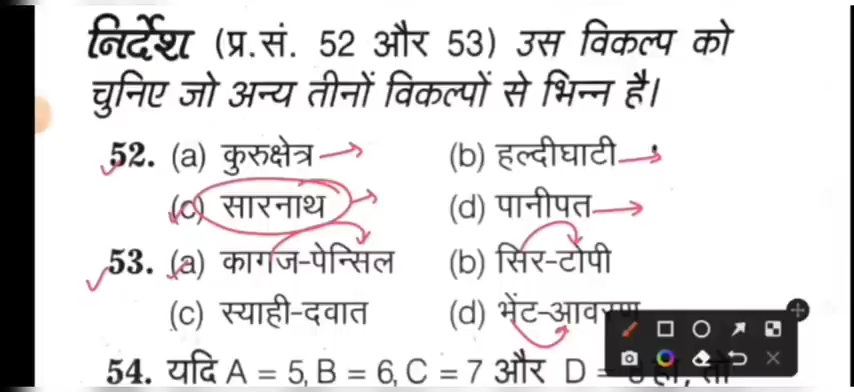 निर्देश (प्र.सं. 52 और 53) उस विकल्प को
चुनिए जो अन्य तीनों विकल्पों से भिन्न है।
52. (a) कुरुक्षेत्र (b) हल्दीघाटी
(c) सारनाथ (d) पानीपत
53. (a) कागज-पेन्सिल (b) सिर-टोपी
(c) स्याही-दवात (d) भेंट-आवरण
54. यदि A = 5, B = 6, C = 7 और D =